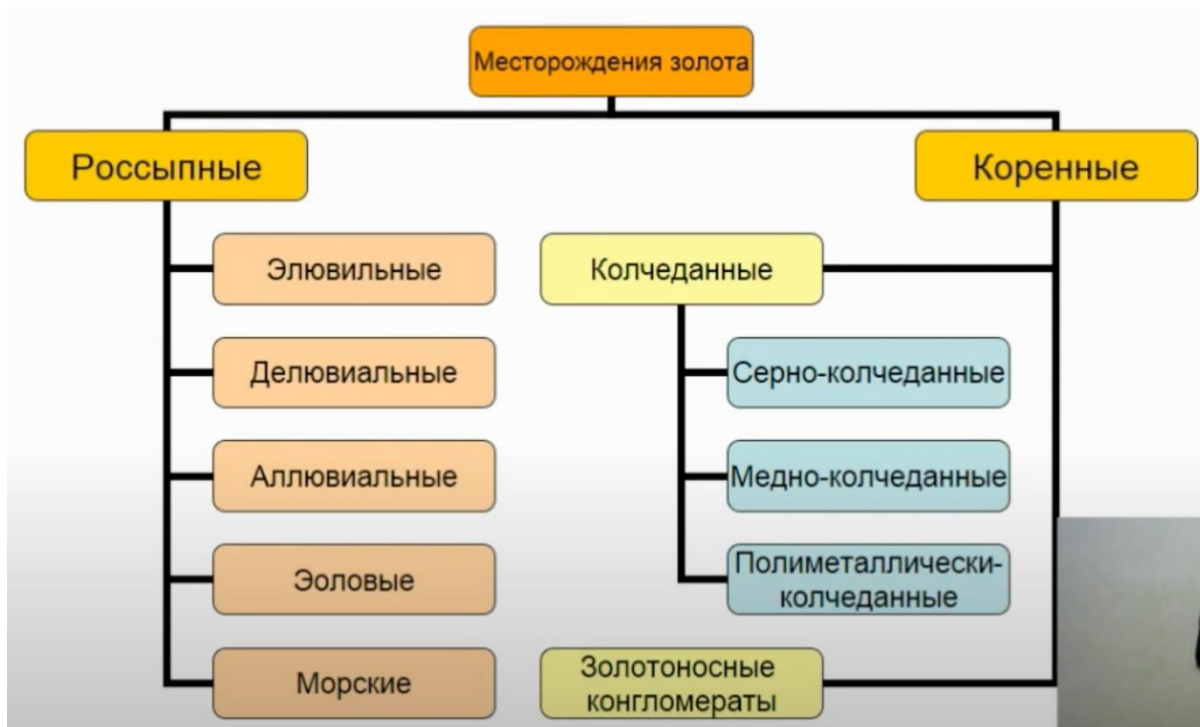 Месторождения золота
Россыпные
Коренные
Элювильные
Колчеданные
Делювиальные
Серно-колчеданные
Аллювиальные
Медно-колчеданные
Эоловые
Полиметаллически-
колчеданные
Морские
Золотоносные
конгломераты